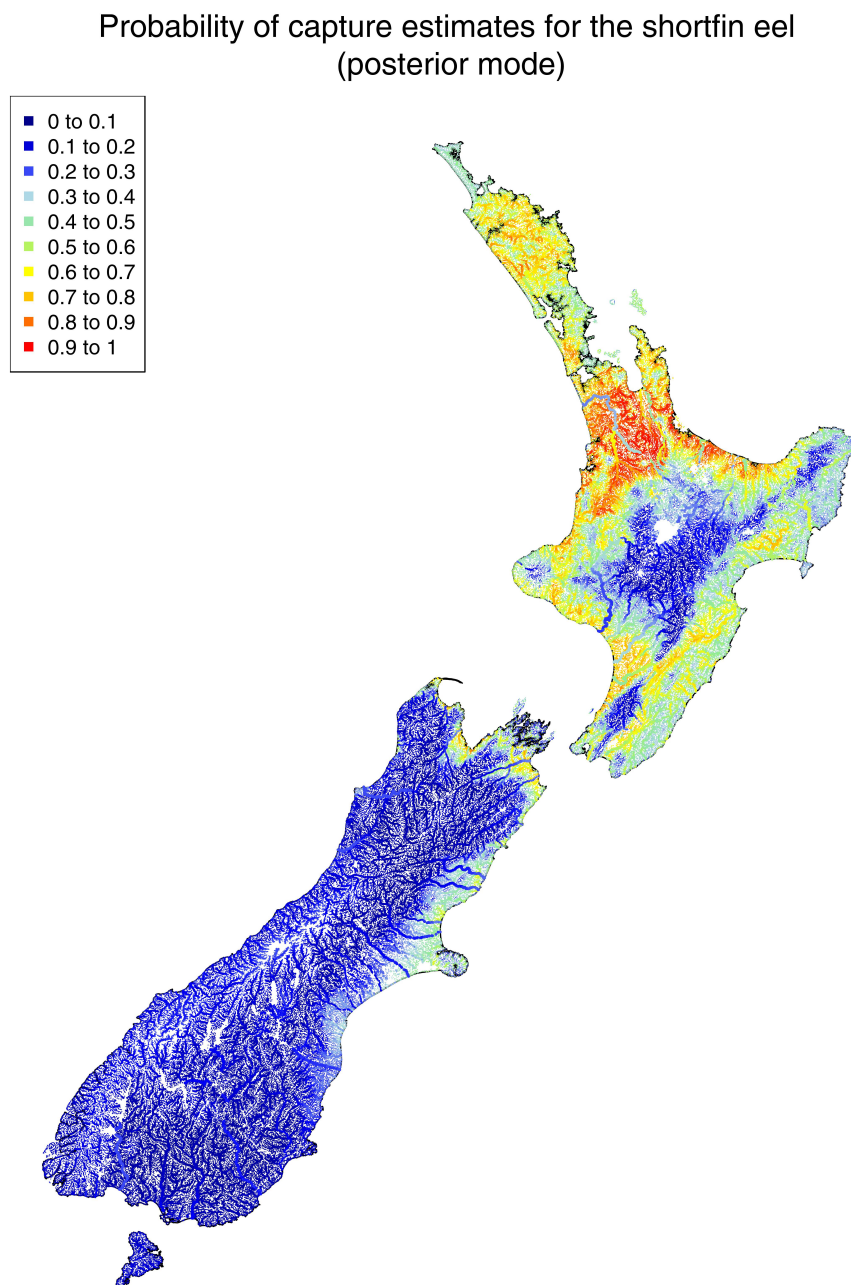 Probability of capture estimates for the shortfin eel
(posterior mode)
0 to 0.1
0.1 to 0.2
0.2 to 0.3
0.3 to 0.4
0.4 to 0.5
0.5 to 0.6
0.6 to 0.7
0.7 to 0.8
0.8 to 0.9
0.9 to 1